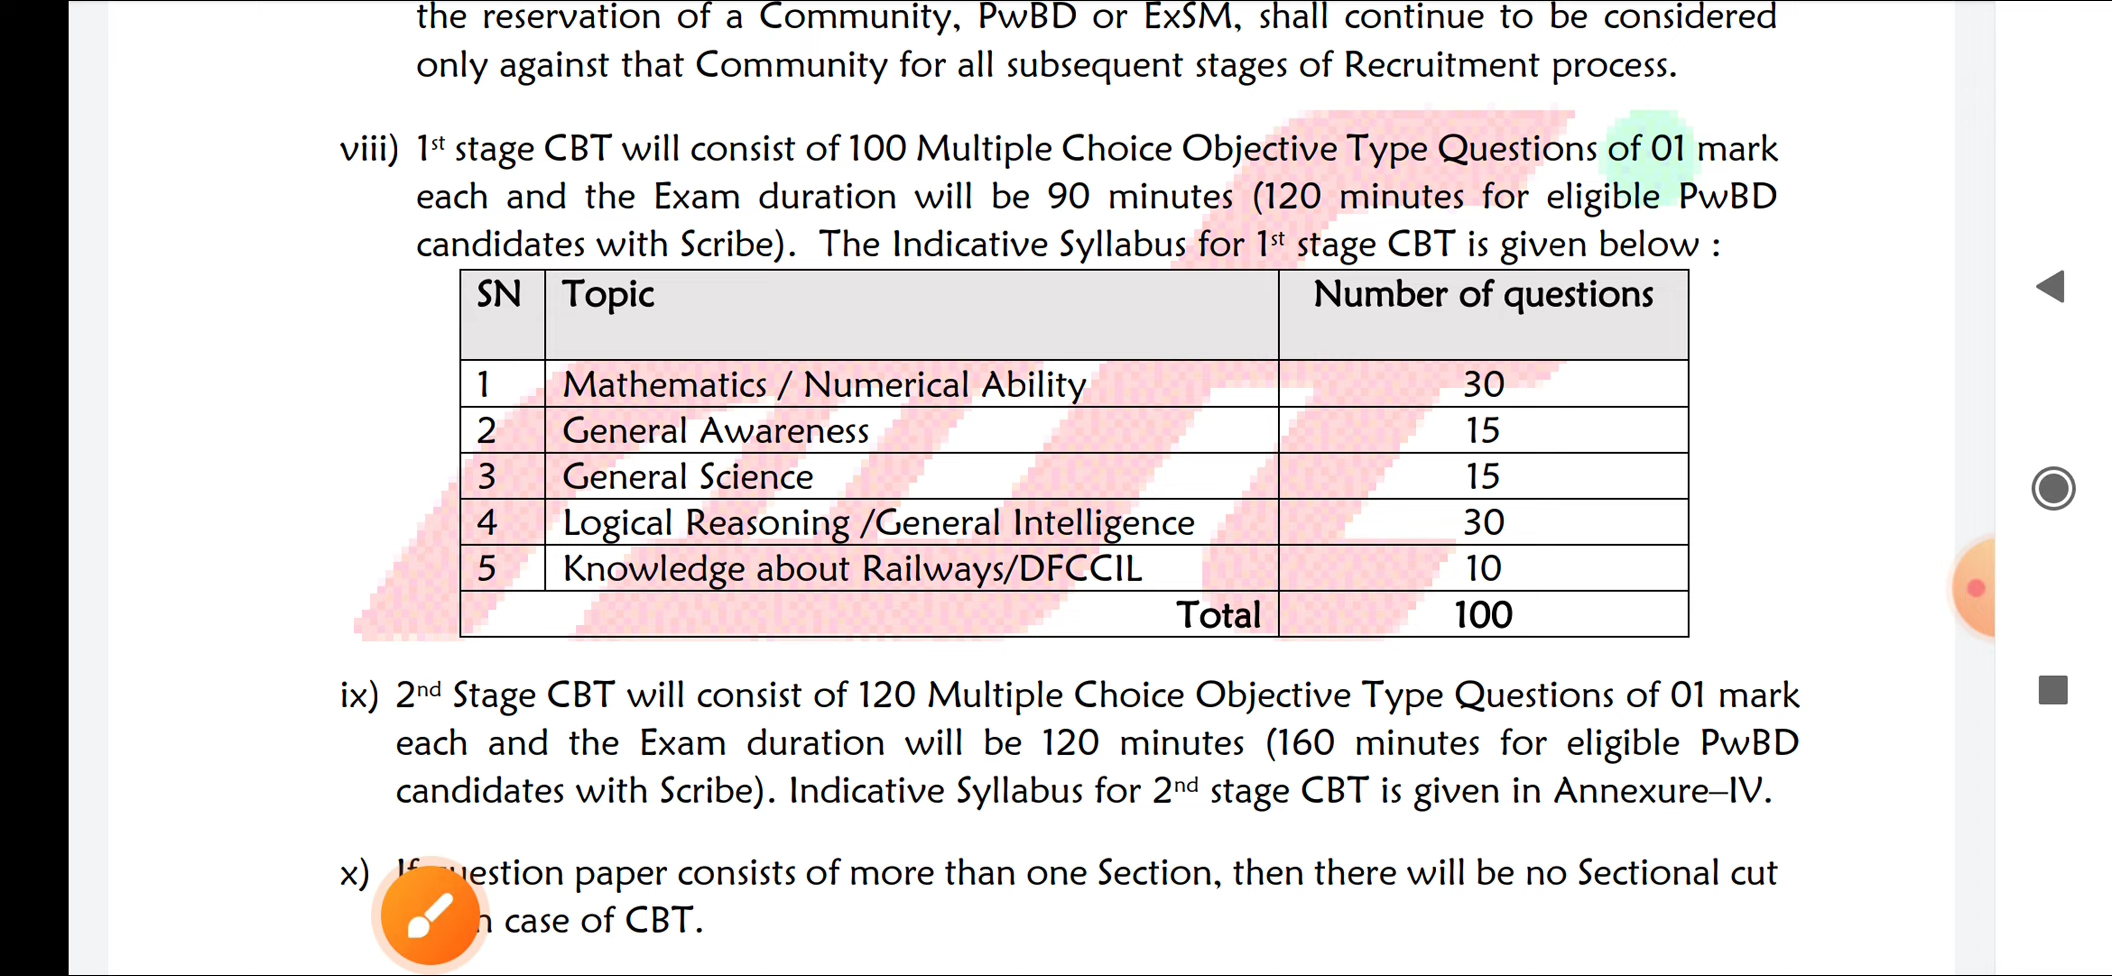 the reservation of a Community, PwBD or ExSM, shall continue to be considered
only against that Community for all subsequent stages of Recruitment process.
viii) 1st stage CBT will consist of 100 Multiple Choice Objective Type Questions of 01 mark
each and the Exam duration will be 90 minutes (120 minutes for eligible PwBD
candidates with Scribe). The Indicative Syllabus for 1st stage CBT is given below :
SN Topic Number of questions
1 Mathematics / Numerical Ability 30
2 General Awareness 15
3 General Science 15
4 Logical Reasoning /General Intelligence 30
5 Knowledge about Railways/DFCCIL 10
Total 100
ix) 2nd Stage CBT will consist of 120 Multiple Choice Objective Type Questions of 01 mark
each and the Exam duration will be 120 minutes (160 minutes for eligible PwBD
candidates with Scribe). Indicative Syllabus for 2nd stage CBT is given in Annexure–IV.
x) paper consists of more than one Section, then there will be no Sectional cut
case of CBT.